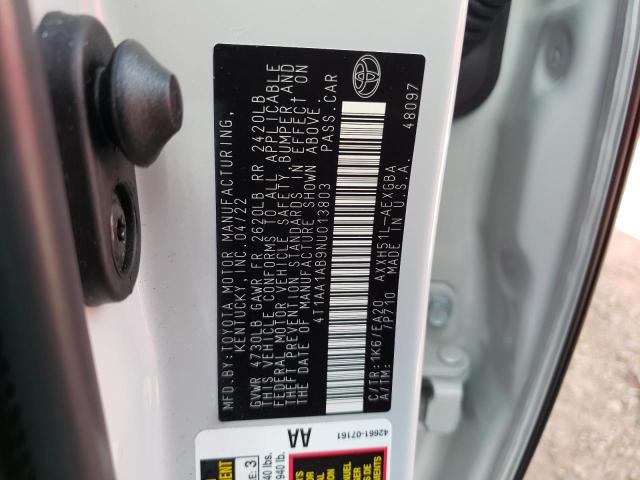 MFD.BY:TOYOTA MOTOR MANUFACTURING,
KENTUCKY, INC. 04/22
GVWR 4730LB GAWR FR 2620LB RR 2420LB
THIS VEHICLE CONFORMS TO ALL APPLICABLE
FEDERAL MOTOR VEHICLE SAFETY, BUMPER,AND
THEFT PREVENTION STANDARDS IN EFFECT ON
THE DATE OF MANUFACTURE SHOWN ABOVE.
4T1AA1AB9NU013803 PASS.CAR
C/TR:1K6/EA20 AXXH51L-AEXGBA
A/TM: /P710 MADE IN U.S.A. 48097
42661-07161
AA